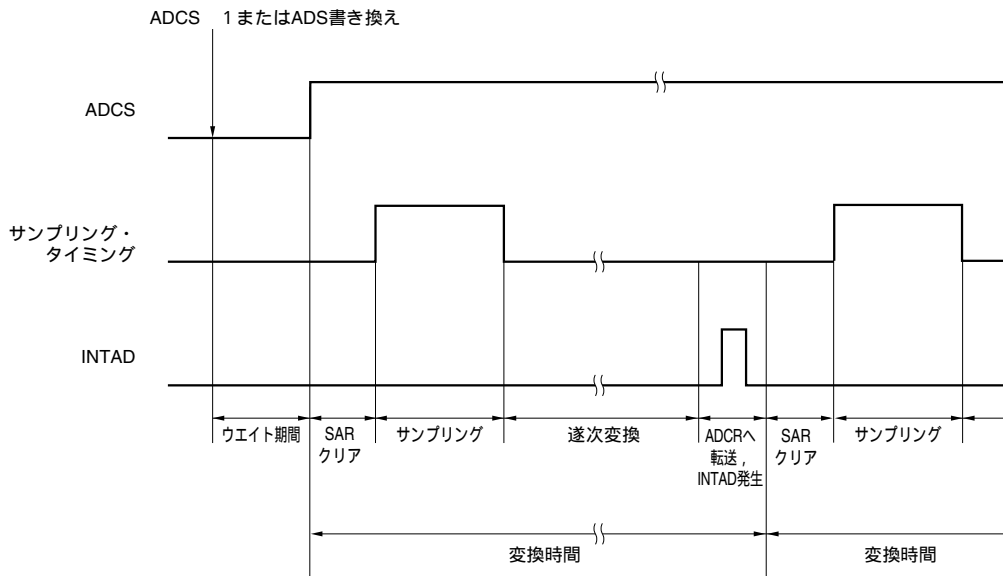 ADCS 1またはADS書き換え
ADCS
サンプリング・
タイミング
INTAD
ウエイト期間
SAR
クリア
サンプリング
逐次変換
ADCRへ
転送，
INTAD発生
SAR
クリア
サンプリング
変換時間
変換時間